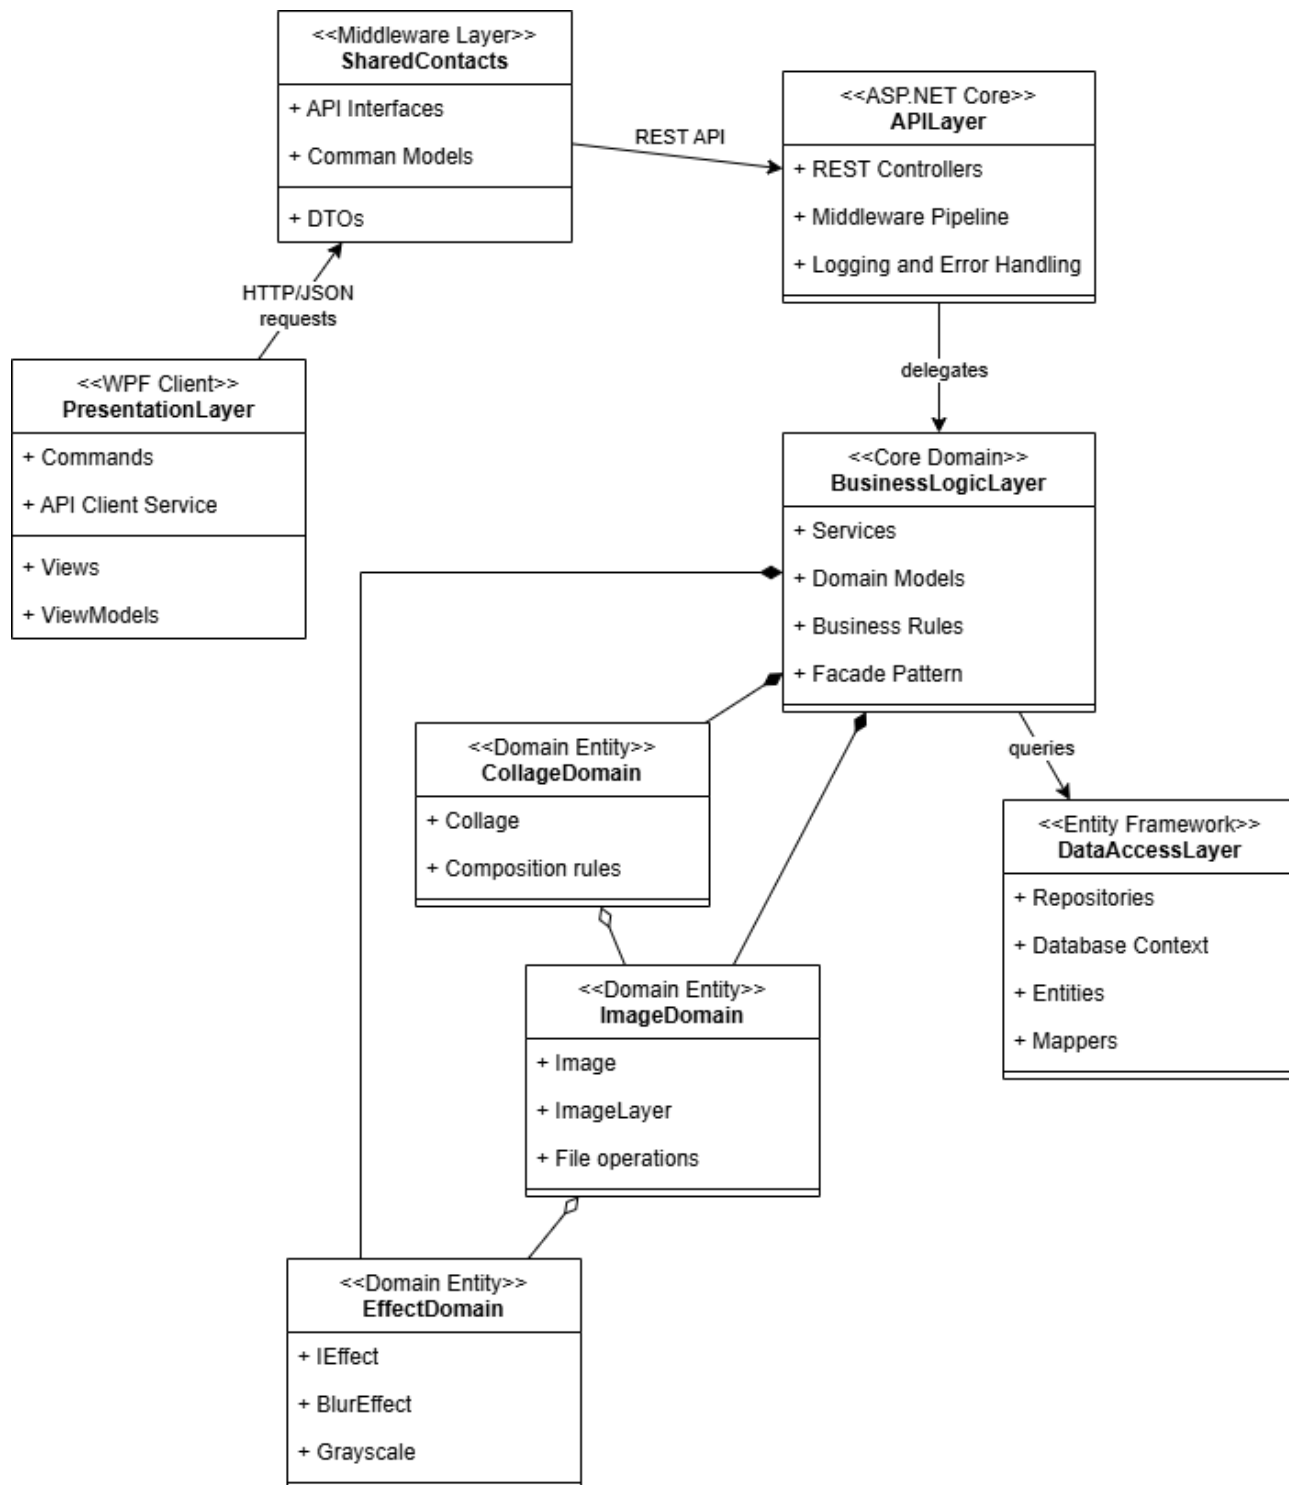 <<Middleware Layer>>
SharedContacts
+ API Interfaces
+ Comman Models
+ DTOs
REST API
<<ASP.NET Core>>
APILayer
+ REST Controllers
+ Middleware Pipeline
+ Logging and Error Handling
HTTP/JSON
requests
<<WPF Client>>
PresentationLayer
+ Commands
+ API Client Service
+ Views
+ ViewModels
delegates
<<Core Domain>>
BusinessLogicLayer
+ Services
+ Domain Models
+ Business Rules
+ Facade Pattern
queries
<<Domain Entity>>
CollageDomain
+ Collage
+ Composition rules
<<Entity Framework>>
DataAccessLayer
+ Repositories
+ Database Context
+ Entities
+ Mappers
<<Domain Entity>>
ImageDomain
+ Image
+ ImageLayer
+ File operations
<<Domain Entity>>
EffectDomain
+ IEffect
+ BlurEffect
+ Grayscale